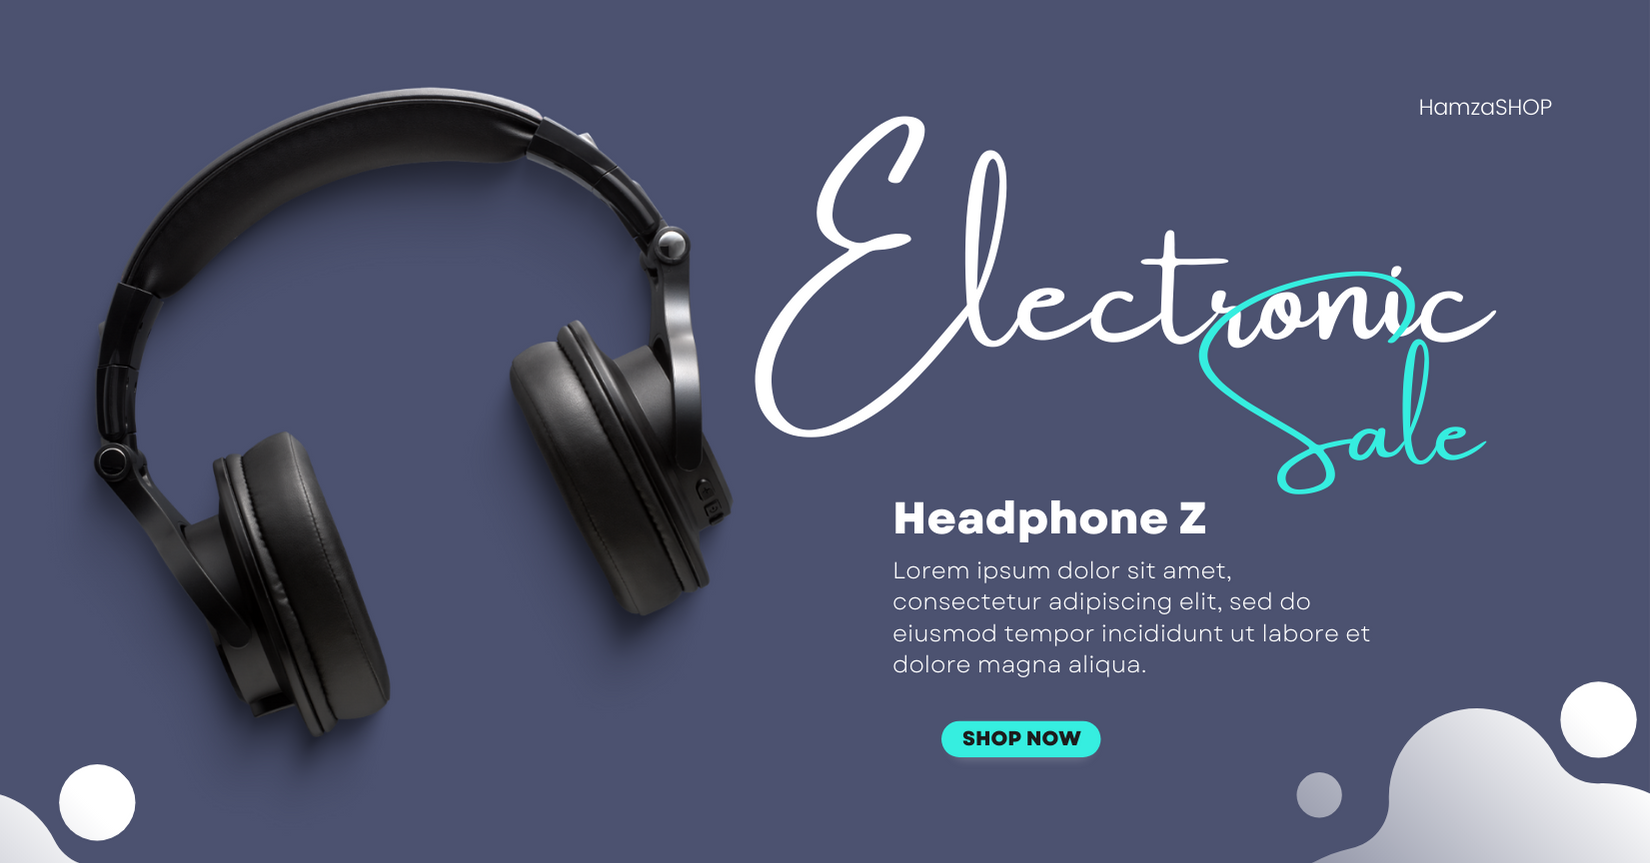 HamzaSHOP
Electronic
Sale
Headphone Z
Lorem ipsum dolor sit amet,
consectetur adipiscing elit, sed do
eiusmod tempor incididunt ut labore et
dolore magna aliqua.
SHOP NOW